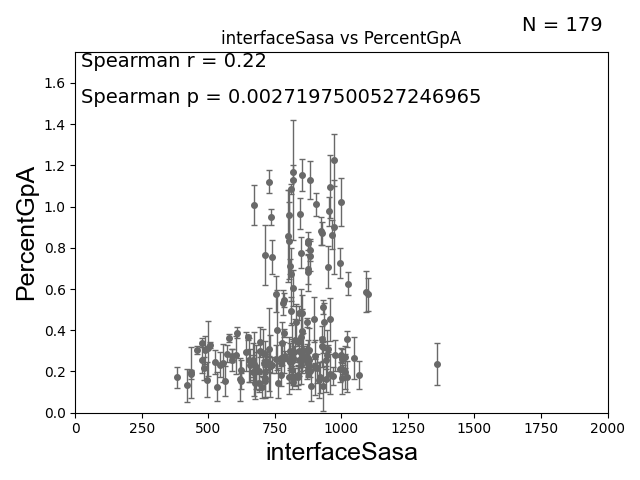 N = 179
interfaceSasa vs PercentGpA
Spearman r = 0.22
Spearman p = 0.0027197500527246965
1.6
1.4
1.2
1.0
0.8
0.6
0.4
0.2
0.0
PercentGpA
0 250 500 750 1000 1250 1500 1750 2000
interfaceSasa